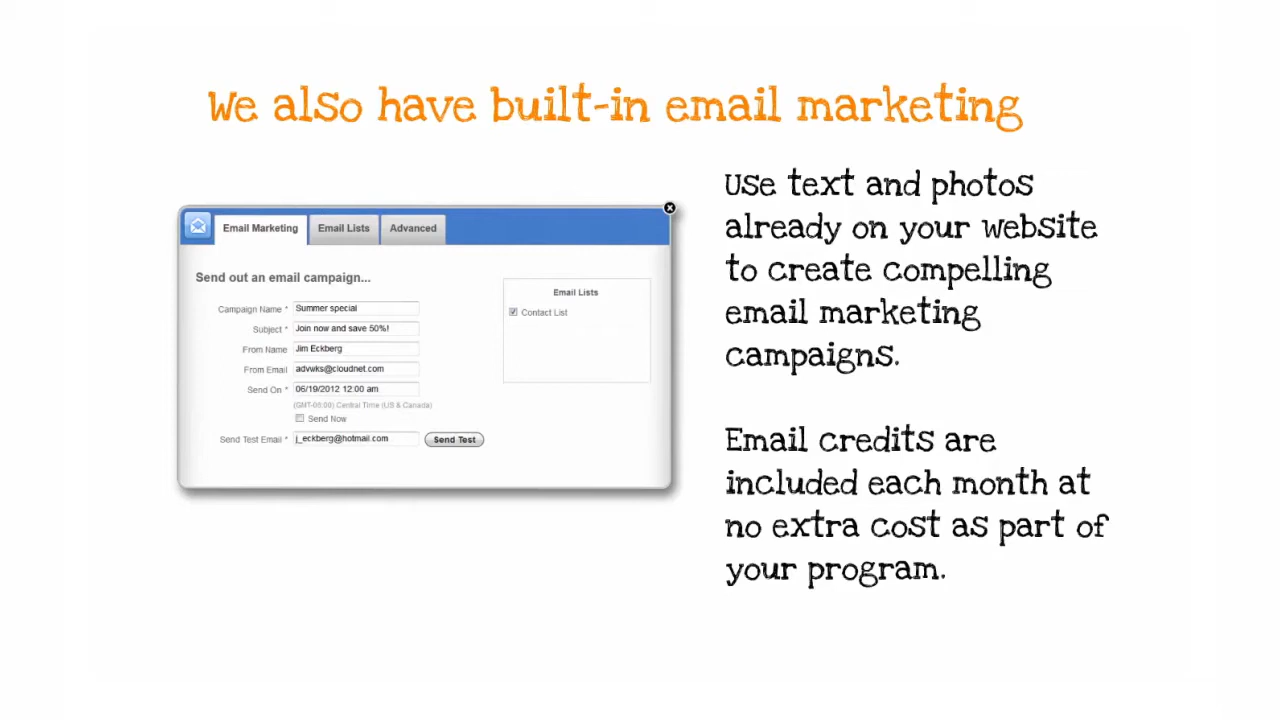 We also have built-in email marketing
Email Marketing Email Lists Advanced
Send out an email campaign...
Campaign Name * Summer special
Subject * Join now and save 50%!
From Name Jim Eckberg
From Email advwks@cloudnet.com
Send On * 06/19/2012 12:00 am
(GMT-06:00) Central Time (US & Canada)
Send Now
Send Test Email * j_eckberg@hotmail.com Send Test
Email Lists
Contact List
Use text and photos
already on your website
to create compelling
email marketing
campaigns.
Email credits are
included each month at
no extra cost as part of
your program.